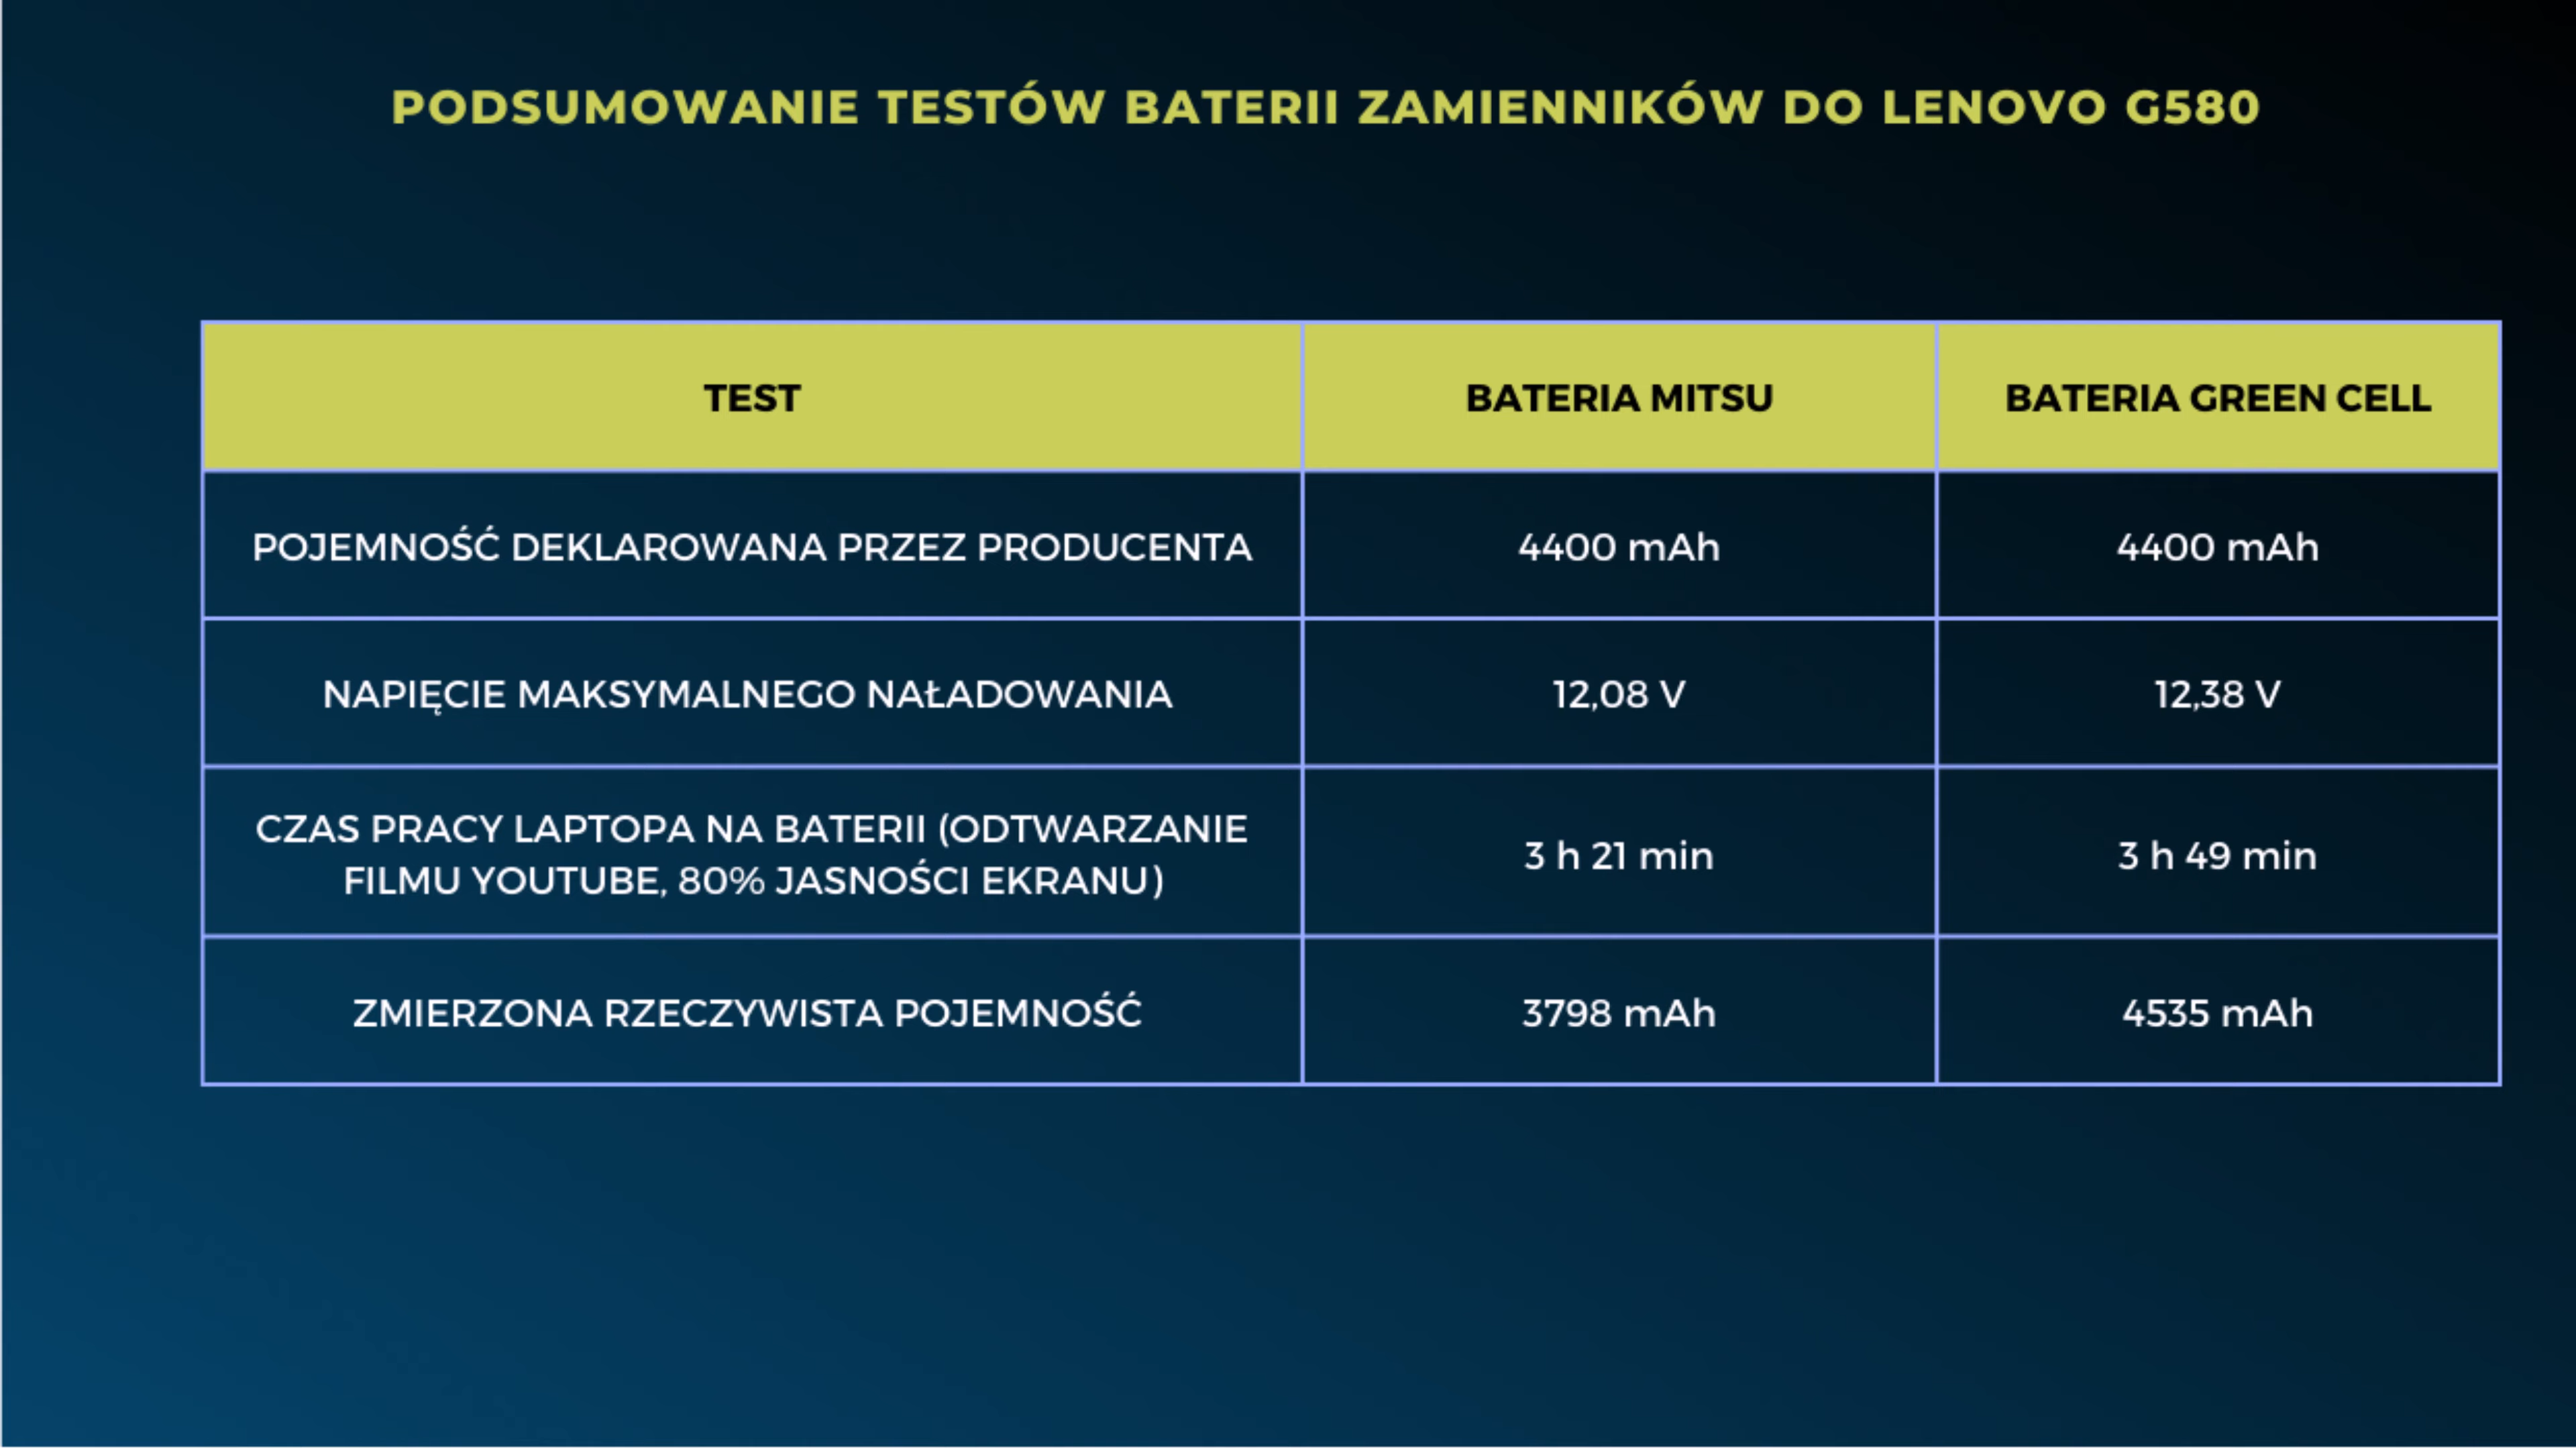 PODSUMOWANIE TESTÓW BATERII ZAMIENNIKÓW DO LENOVO G580
TEST
BATERIA MITSU
BATERIA GREEN CELL
POJEMNOŚĆ DEKLAROWANA PRZEZ PRODUCENTA
4400 mAh
4400 mAh
NAPIĘCIE MAKSYMALNEGO NAŁADOWANIA
12,08 V
12,38 V
CZAS PRACY LAPTOPA NA BATERII (ODTWARZANIE
FILMU YOUTUBE, 80% JASNOŚCI EKRANU)
3 h 21 min
3 h 49 min
ZMIERZONA RZECZYWISTA POJEMNOŚĆ
3798 mAh
4535 mAh